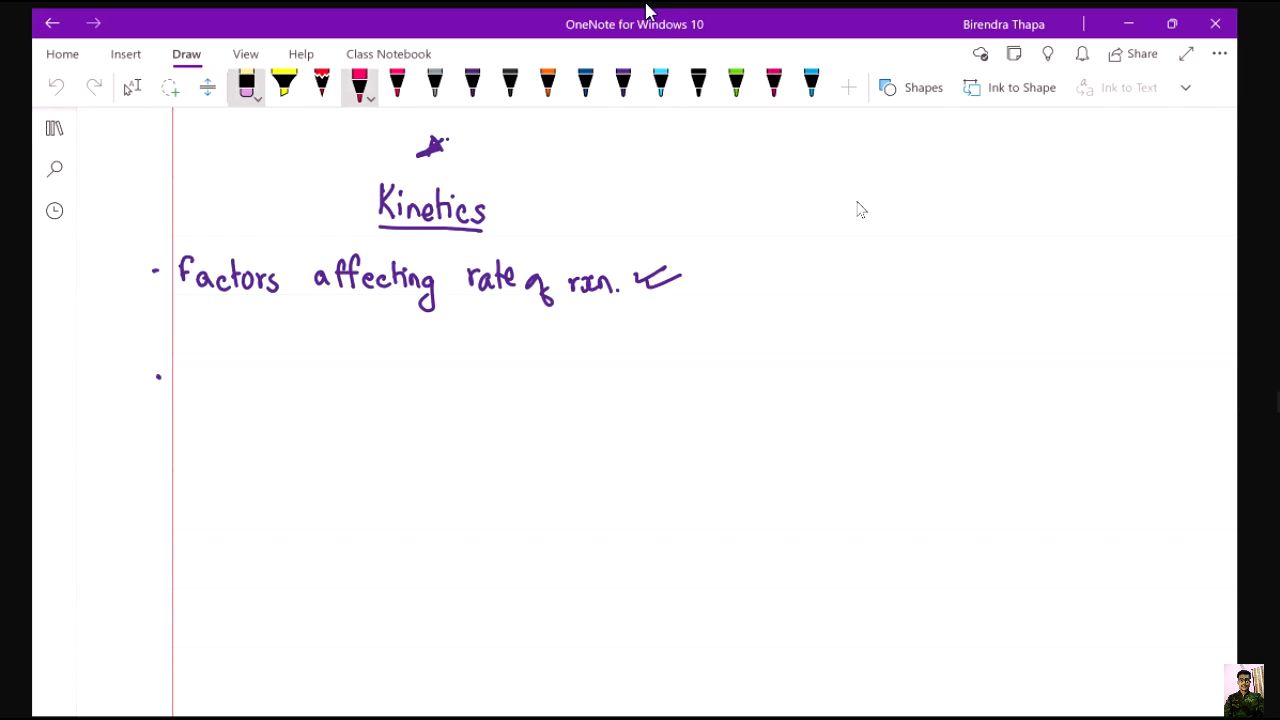 OneNote for Windows 10
Birendra Thapa
Home Insert Draw View Help Class Notebook
Share
Shapes Ink to Shape Ink to Text
Kinetics
• Factors affecting rate of rxn.
•